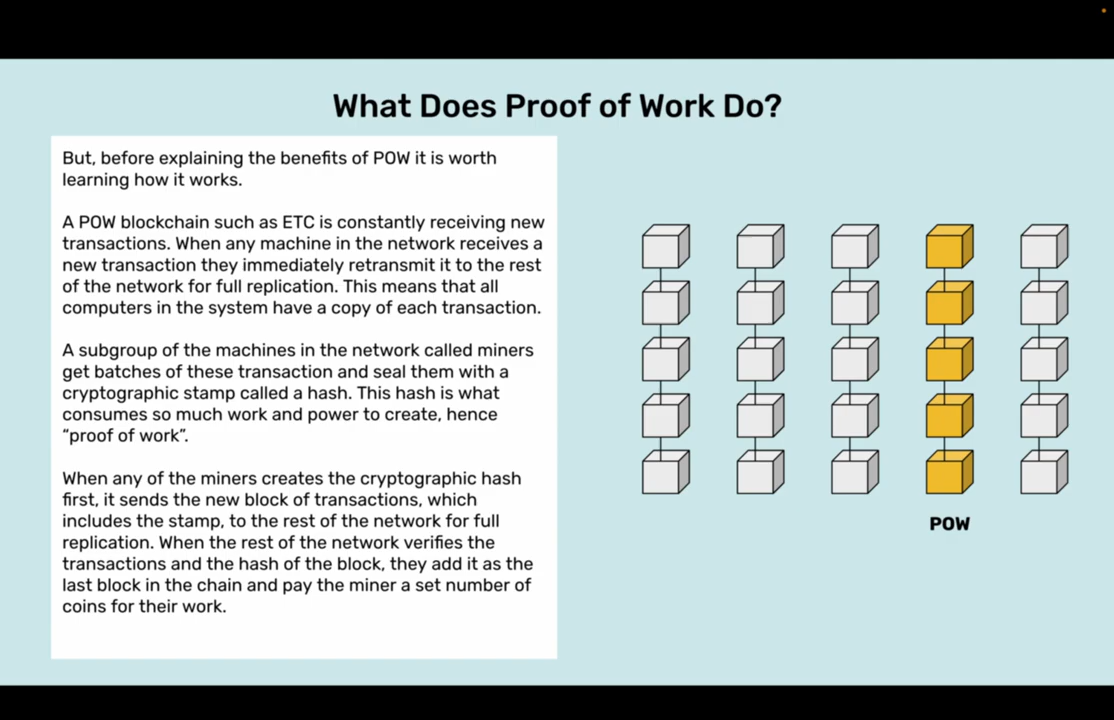 What Does Proof of Work Do?
But, before explaining the benefits of POW it is worth
learning how it works.
A POW blockchain such as ETC is constantly receiving new
transactions. When any machine in the network receives a
new transaction they immediately retransmit it to the rest
of the network for full replication. This means that all
computers in the system have a copy of each transaction.
A subgroup of the machines in the network called miners
get batches of these transaction and seal them with a
cryptographic stamp called a hash. This hash is what
consumes so much work and power to create, hence
“proof of work”.
When any of the miners creates the cryptographic hash
first, it sends the new block of transactions, which
includes the stamp, to the rest of the network for full
replication. When the rest of the network verifies the
transactions and the hash of the block, they add it as the
last block in the chain and pay the miner a set number of
coins for their work.
POW